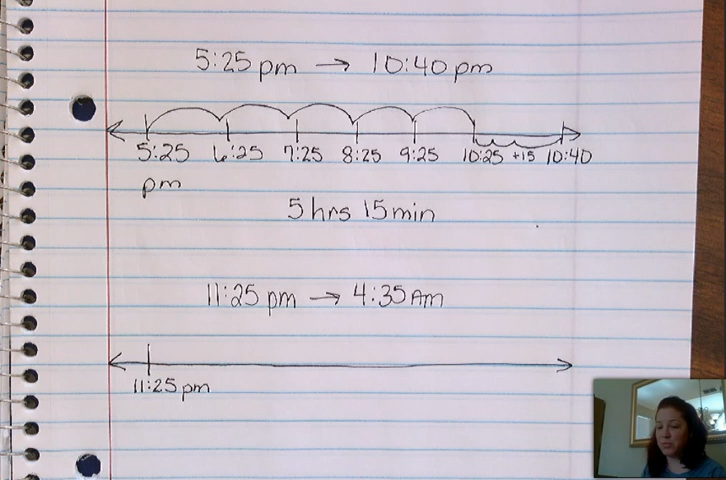 5:25 pm → 10:40 pm
5:25 pm 6:25 7:25 8:25 9:25 10:25 +15 10:40
5 hrs 15 min
11:25 pm → 4:35 Am
11:25 pm